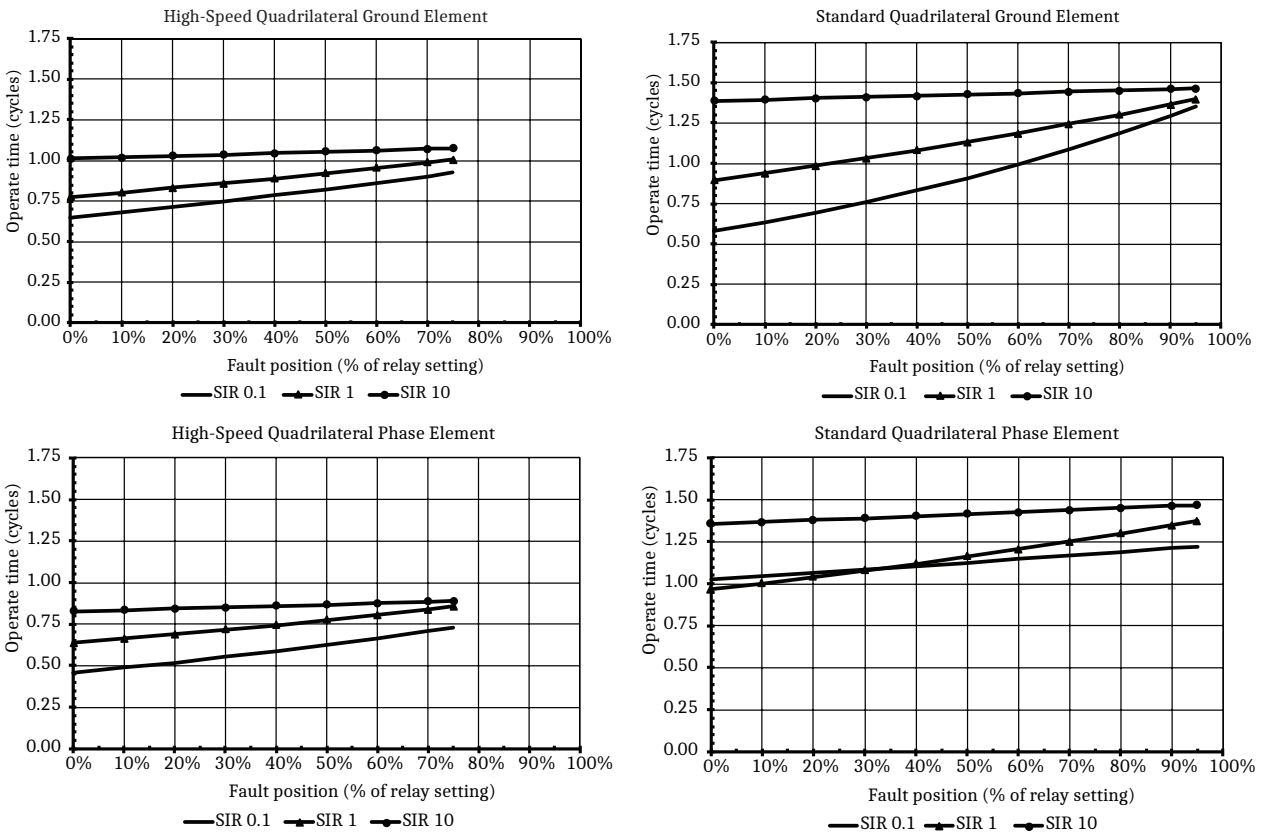 High-Speed Quadrilateral Ground Element
Operate time (cycles)
1.75
1.50
1.25
1.00
0.75
0.50
0.25
0.00
0% 10% 20% 30% 40% 50% 60% 70% 80% 90% 100%
Fault position (% of relay setting)
SIR 0.1 SIR 1 SIR 10
Standard Quadrilateral Ground Element
Operate time (cycles)
1.75
1.50
1.25
1.00
0.75
0.50
0.25
0.00
0% 10% 20% 30% 40% 50% 60% 70% 80% 90% 100%
Fault position (% of relay setting)
SIR 0.1 SIR 1 SIR 10
High-Speed Quadrilateral Phase Element
Operate time (cycles)
1.75
1.50
1.25
1.00
0.75
0.50
0.25
0.00
0% 10% 20% 30% 40% 50% 60% 70% 80% 90% 100%
Fault position (% of relay setting)
SIR 0.1 SIR 1 SIR 10
Standard Quadrilateral Phase Element
Operate time (cycles)
1.75
1.50
1.25
1.00
0.75
0.50
0.25
0.00
0% 10% 20% 30% 40% 50% 60% 70% 80% 90% 100%
Fault position (% of relay setting)
SIR 0.1 SIR 1 SIR 10